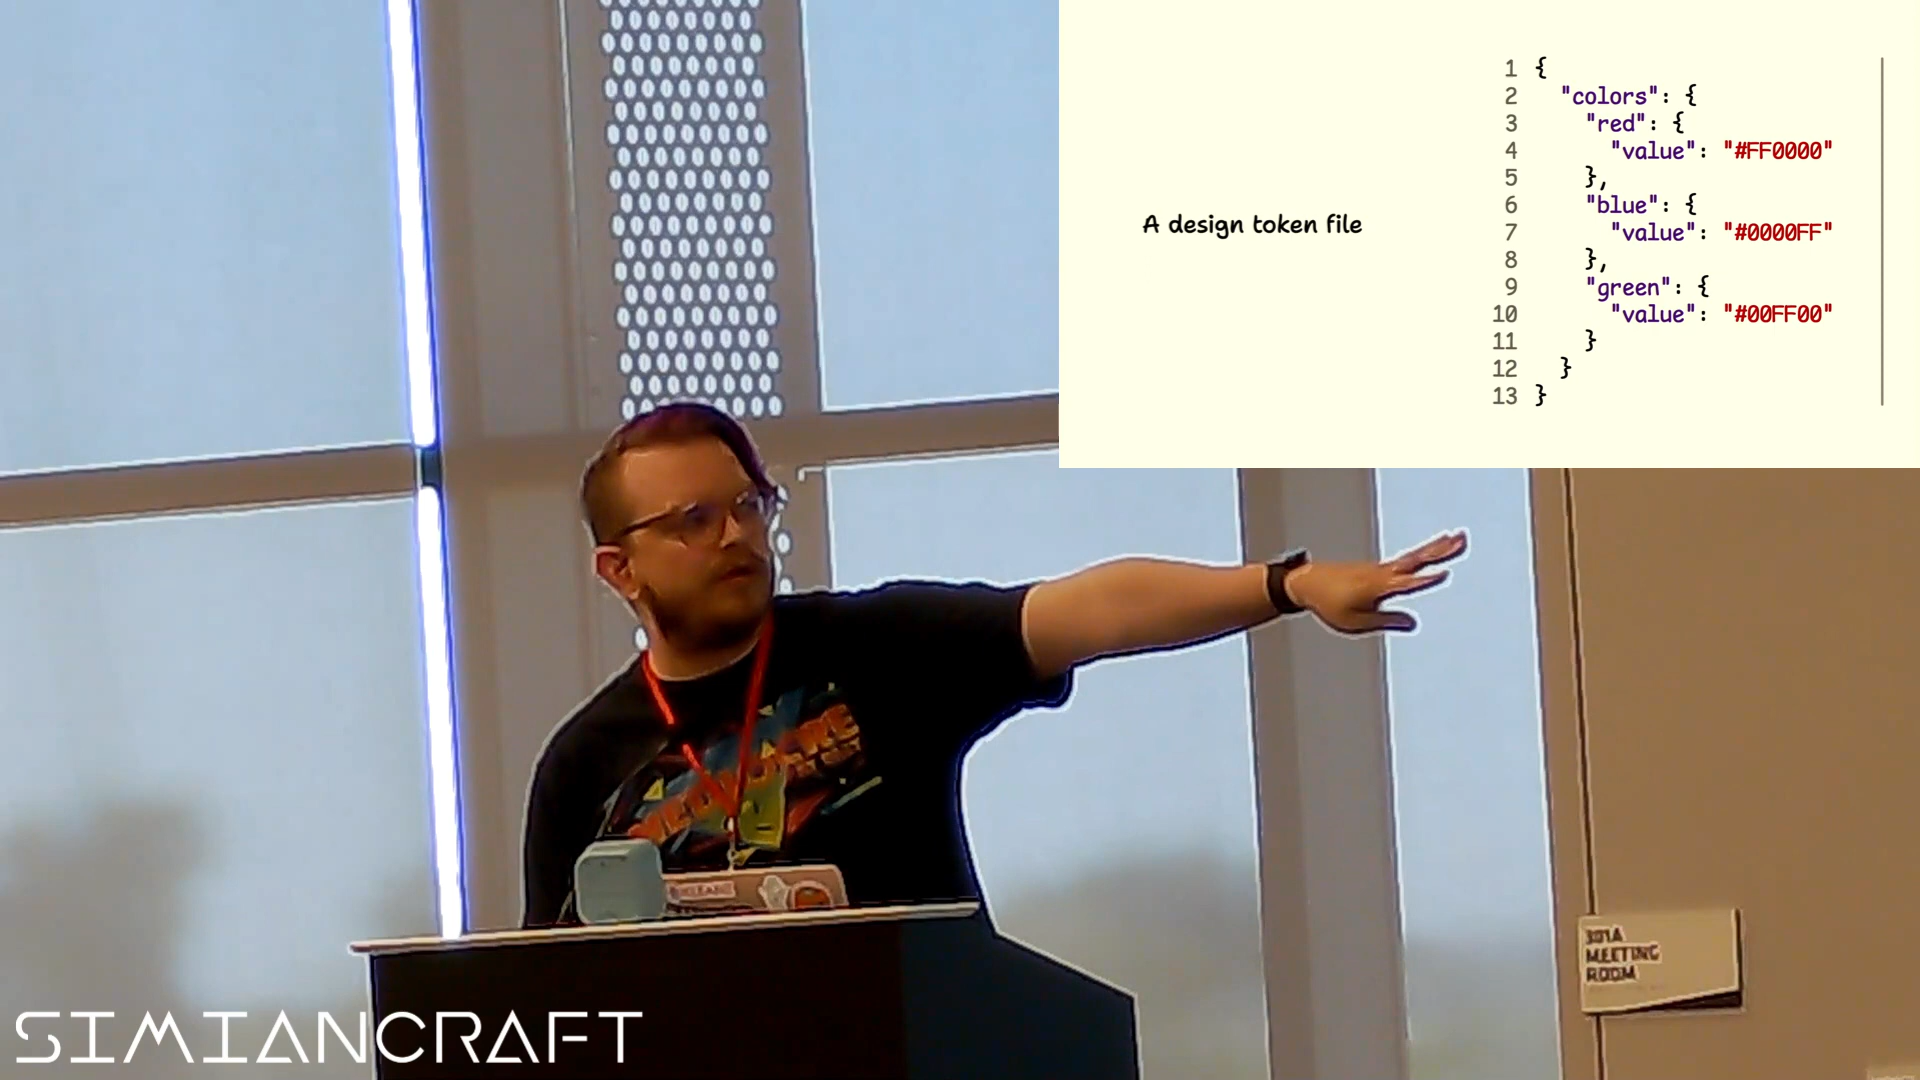 A design token file
1 {
2 "colors": {
3 "red": {
4 "value": "#FF0000"
5 },
6 "blue": {
7 "value": "#0000FF"
8 },
9 "green": {
10 "value": "#00FF00"
11 }
12 }
13 }
301A
MEETING
ROOM
SIMIANCRAFT